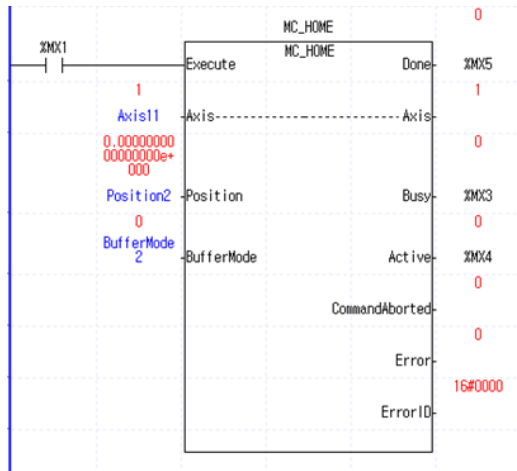 0
MC_HOME
%MX1
MC_HOME
Execute
Done
%MX5
1
1
Axis11
Axis
Axis
0.00000000
00000000e+
000
0
Position2
Position
Busy
%MX3
0
0
BufferMode
2
BufferMode
Active
%MX4
0
CommandAborted
0
Error
16#0000
ErrorID